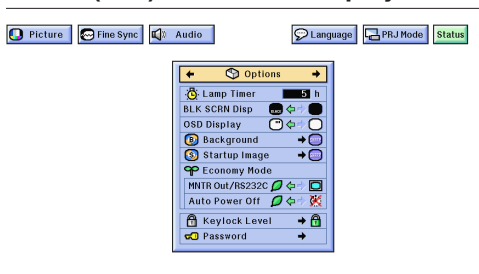 Picture Fine Sync Audio Language PRJ Mode Status
Options
Lamp Timer 5 h
BLK SCRN Disp BLACK
OSD Display
B Background
S Startup Image
Economy Mode
MNTR Out/RS232C
Auto Power Off
Keylock Level
Password